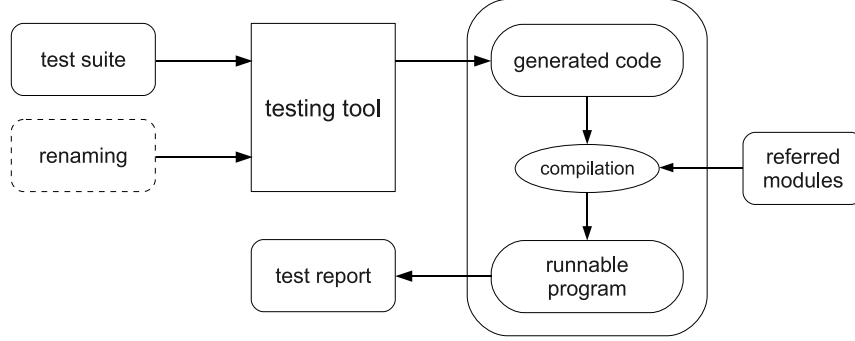 test suite
generated code
testing tool
renaming
compilation
referred
modules
test report
runnable
program